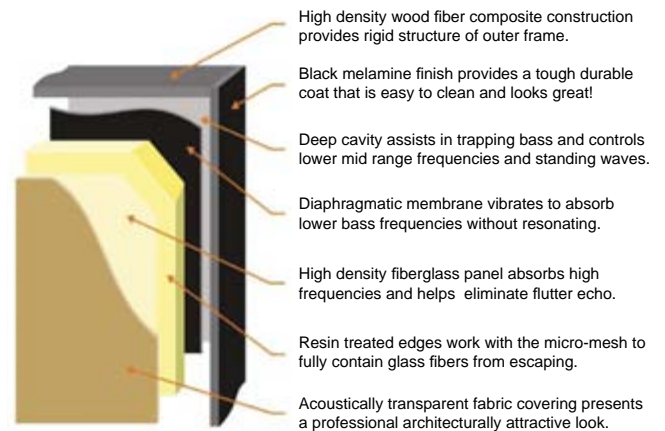 High density wood fiber composite construction
provides rigid structure of outer frame.
Black melamine finish provides a tough durable
coat that is easy to clean and looks great!
Deep cavity assists in trapping bass and controls
lower mid range frequencies and standing waves.
Diaphragmatic membrane vibrates to absorb
lower bass frequencies without resonating.
High density fiberglass panel absorbs high
frequencies and helps  eliminate flutter echo.
Resin treated edges work with the micro-mesh to
fully contain glass fibers from escaping.
Acoustically transparent fabric covering presents
a professional architecturally attractive look.